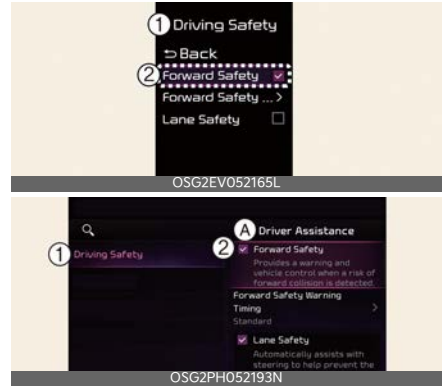 1 Driving Safety
Back
2 Forward Safety
Forward Safety ... >
Lane Safety
OSG2EV052165L
A Driver Assistance
1 Driving Safety
2 Forward Safety
Provides a warning and
vehicle control when a risk of
forward collision is detected.
Forward Safety Warning
Timing >
Standard
Lane Safety
Automatically assists with
steering to help prevent the
OSG2PH052193N